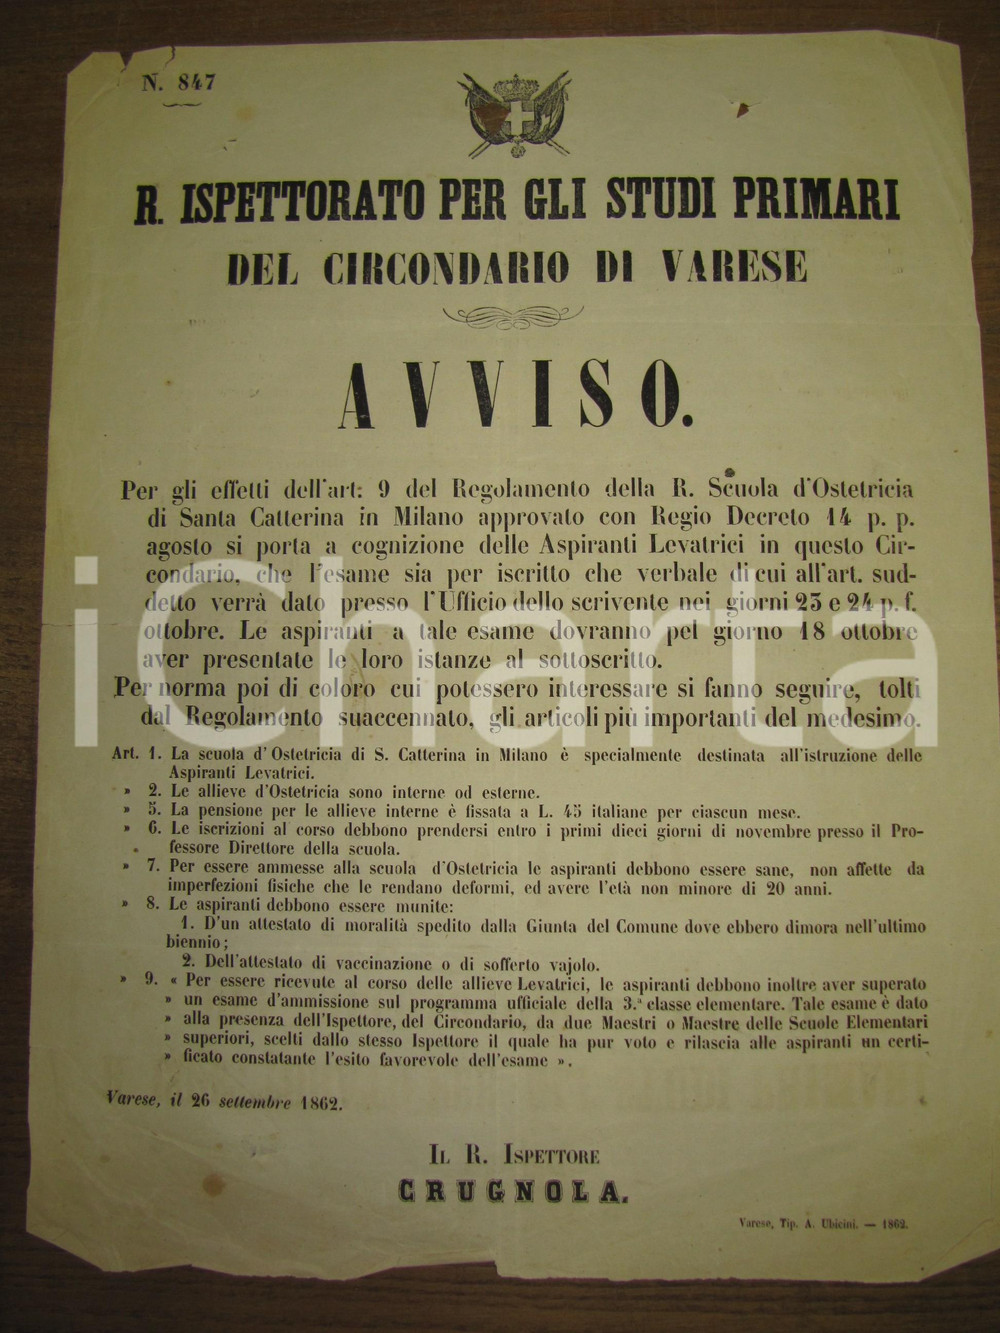 N. 847
R. ISPETTORATO PER GLI STUDI PRIMARI
DEL CIRCONDARIO DI VARESE
AVVISO.
Per gli effetti dell'art: 9 del Regolamento della R. Scuola d'Ostetricia
di Santa Catterina in Milano approvato con Regio Decreto 14 p. p.
agosto si porta a cognizione delle Aspiranti Levatrici in questo Cir-
condario, che l'esame sia per iscritto che verbale di cui all'art. sud-
detto verrà dato presso l'Ufficio dello scrivente nei giorni 23 e 24 p. f.
ottobre. Le aspiranti a tale esame dovranno pel giorno 18 ottobre
aver presentate le loro istanze al sottoscritto.
Per norma poi di coloro cui potessero interessare si fanno seguire, tolti
dal Regolamento suaccennato, gli articoli più importanti del medesimo.
Art. 1. La scuola d'Ostetricia di S. Catterina in Milano è specialmente destinata all'istruzione delle
Aspiranti Levatrici.
» 2. Le allieve d'Ostetricia sono interne od esterne.
» 5. La pensione per le allieve interne è fissata a L. 45 italiane per ciascun mese.
» 6. Le iscrizioni al corso debbono prendersi entro i primi dieci giorni di novembre presso il Pro-
fessore Direttore della scuola.
» 7. Per essere ammesse alla scuola d'Ostetricia le aspiranti debbono essere sane, non affette da
imperfezioni fisiche che le rendano deformi, ed avere l'età non minore di 20 anni.
» 8. Le aspiranti debbono essere munite:
1. D'un attestato di moralità spedito dalla Giunta del Comune dove ebbero dimora nell'ultimo
biennio;
2. Dell'attestato di vaccinazione o di sofferto vajolo.
» 9. « Per essere ricevute al corso delle allieve Levatrici, le aspiranti debbono inoltre aver superato
» un esame d'ammissione sul programma ufficiale della 3.ª classe elementare. Tale esame è dato
» alla presenza dell'Ispettore, del Circondario, da due Maestri o Maestre delle Scuole Elementari
» superiori, scelti dallo stesso Ispettore il quale ha pur voto e rilascia alle aspiranti un certi-
» ficato constatante l'esito favorevole dell'esame ».
Varese, il 26 settembre 1862.
IL R. ISPETTORE
CRUGNOLA.
Varese, Tip. A. Ubicini. — 1862.
iCharta